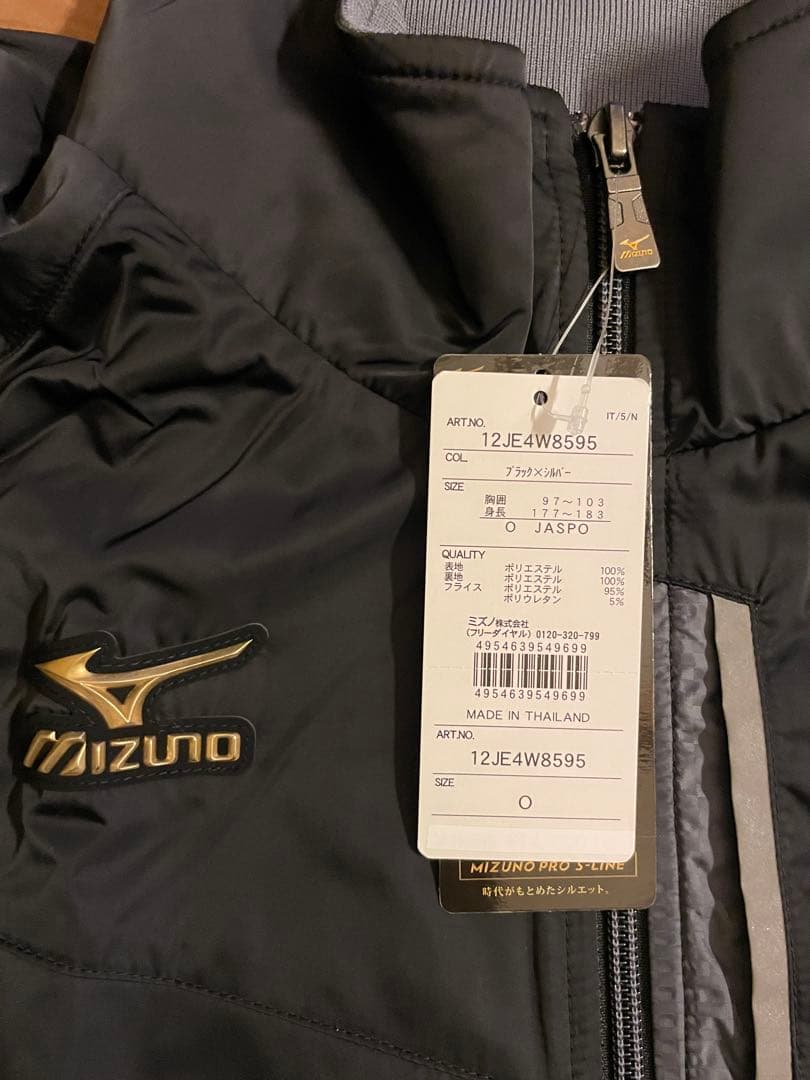 MIZUNO
IT/5/N
ART.NO.
12JE4W8595
COL.
ブラック×シルバー
SIZE
胸囲 97〜103
身長 177〜183
O JASPO
QUALITY
表地 ポリエステル 100%
裏地 ポリエステル 100%
フライス ポリエステル 95%
ポリウレタン 5%
ミズノ株式会社
(フリーダイヤル) 0120-320-799
4954639549699
4954639549699
MADE IN THAILAND
ART.NO.
12JE4W8595
SIZE
O
MIZUNO
MIZUNO PRO S-LINE
時代がもとめたシルエット。